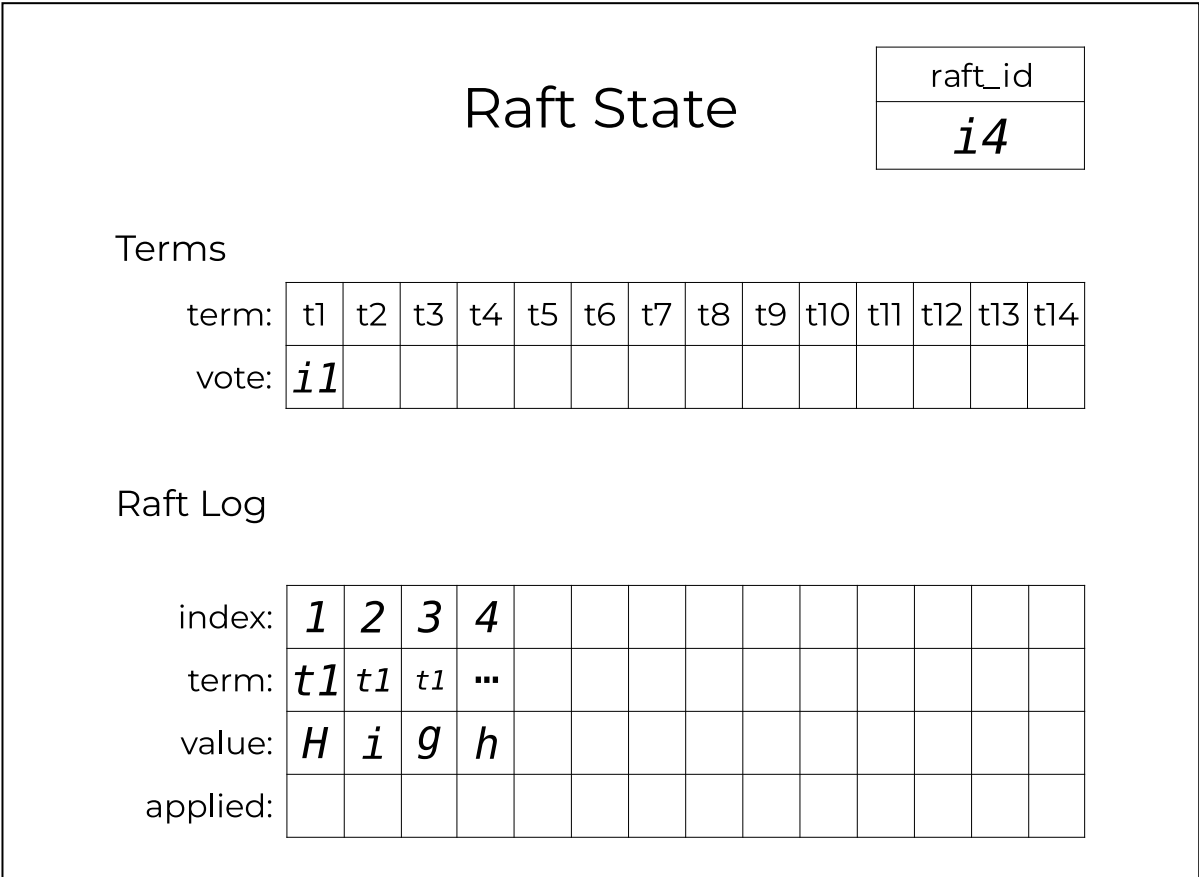 raft_id
Raft State
i4
Terms
term: t1 t2 t3 t4 t5 t6 t7 t8 t9 t10 t11 t12 t13 t14
vote: i1
Raft Log
index: 1 2 3 4
term: t1 t1 t1 …
value: H i g h
applied: